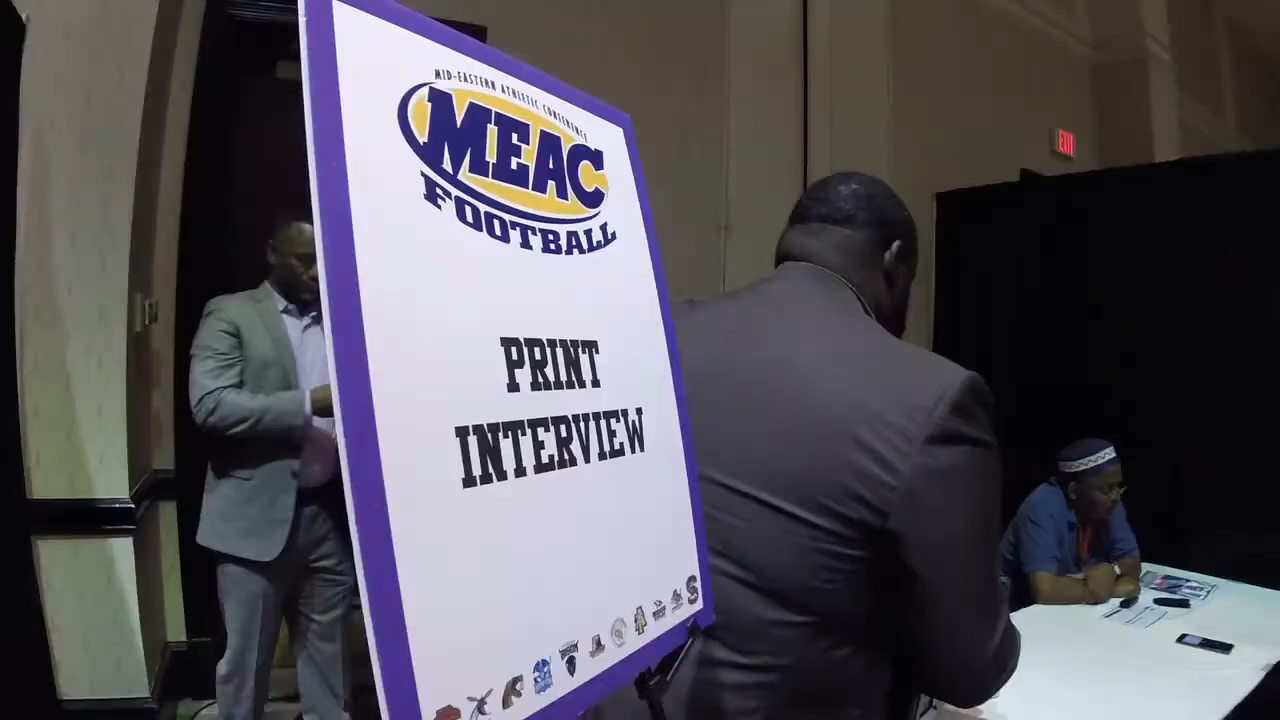 MID-EASTERN ATHLETIC CONFERENCE
MEAC
FOOTBALL
PRINT
INTERVIEW
EXIT
S